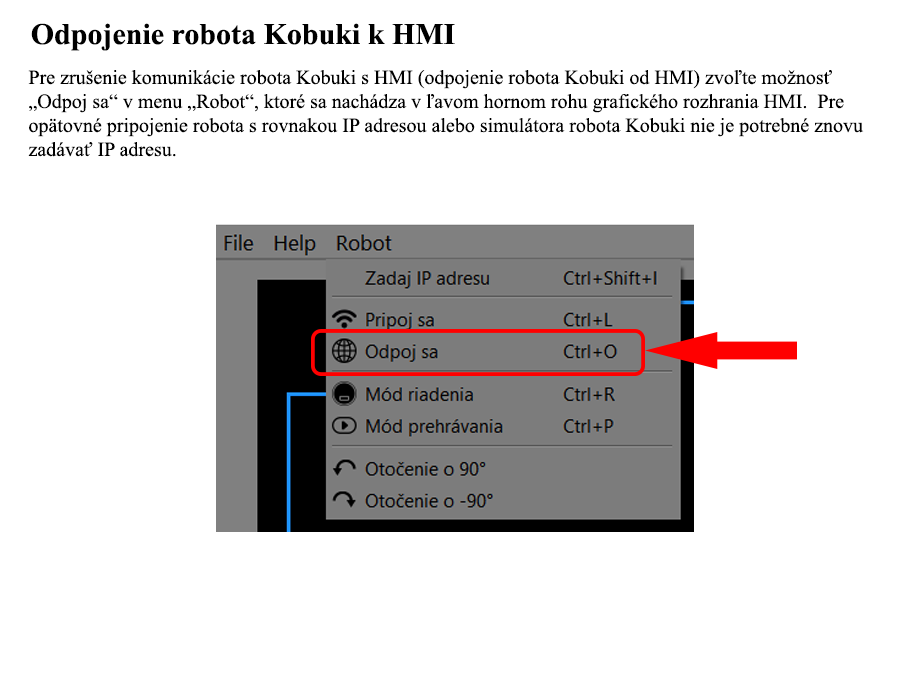 Odpojenie robota Kobuki k HMI
Pre zrušenie komunikácie robota Kobuki s HMI (odpojenie robota Kobuki od HMI) zvoľte možnosť
„Odpoj sa“ v menu „Robot“, ktoré sa nachádza v ľavom hornom rohu grafického rozhrania HMI. Pre
opätovné pripojenie robota s rovnakou IP adresou alebo simulátora robota Kobuki nie je potrebné znovu
zadávať IP adresu.
File Help Robot
Zadaj IP adresu Ctrl+Shift+I
Pripoj sa Ctrl+L
Odpoj sa Ctrl+O
Mód riadenia Ctrl+R
Mód prehrávania Ctrl+P
Otočenie o 90°
Otočenie o -90°